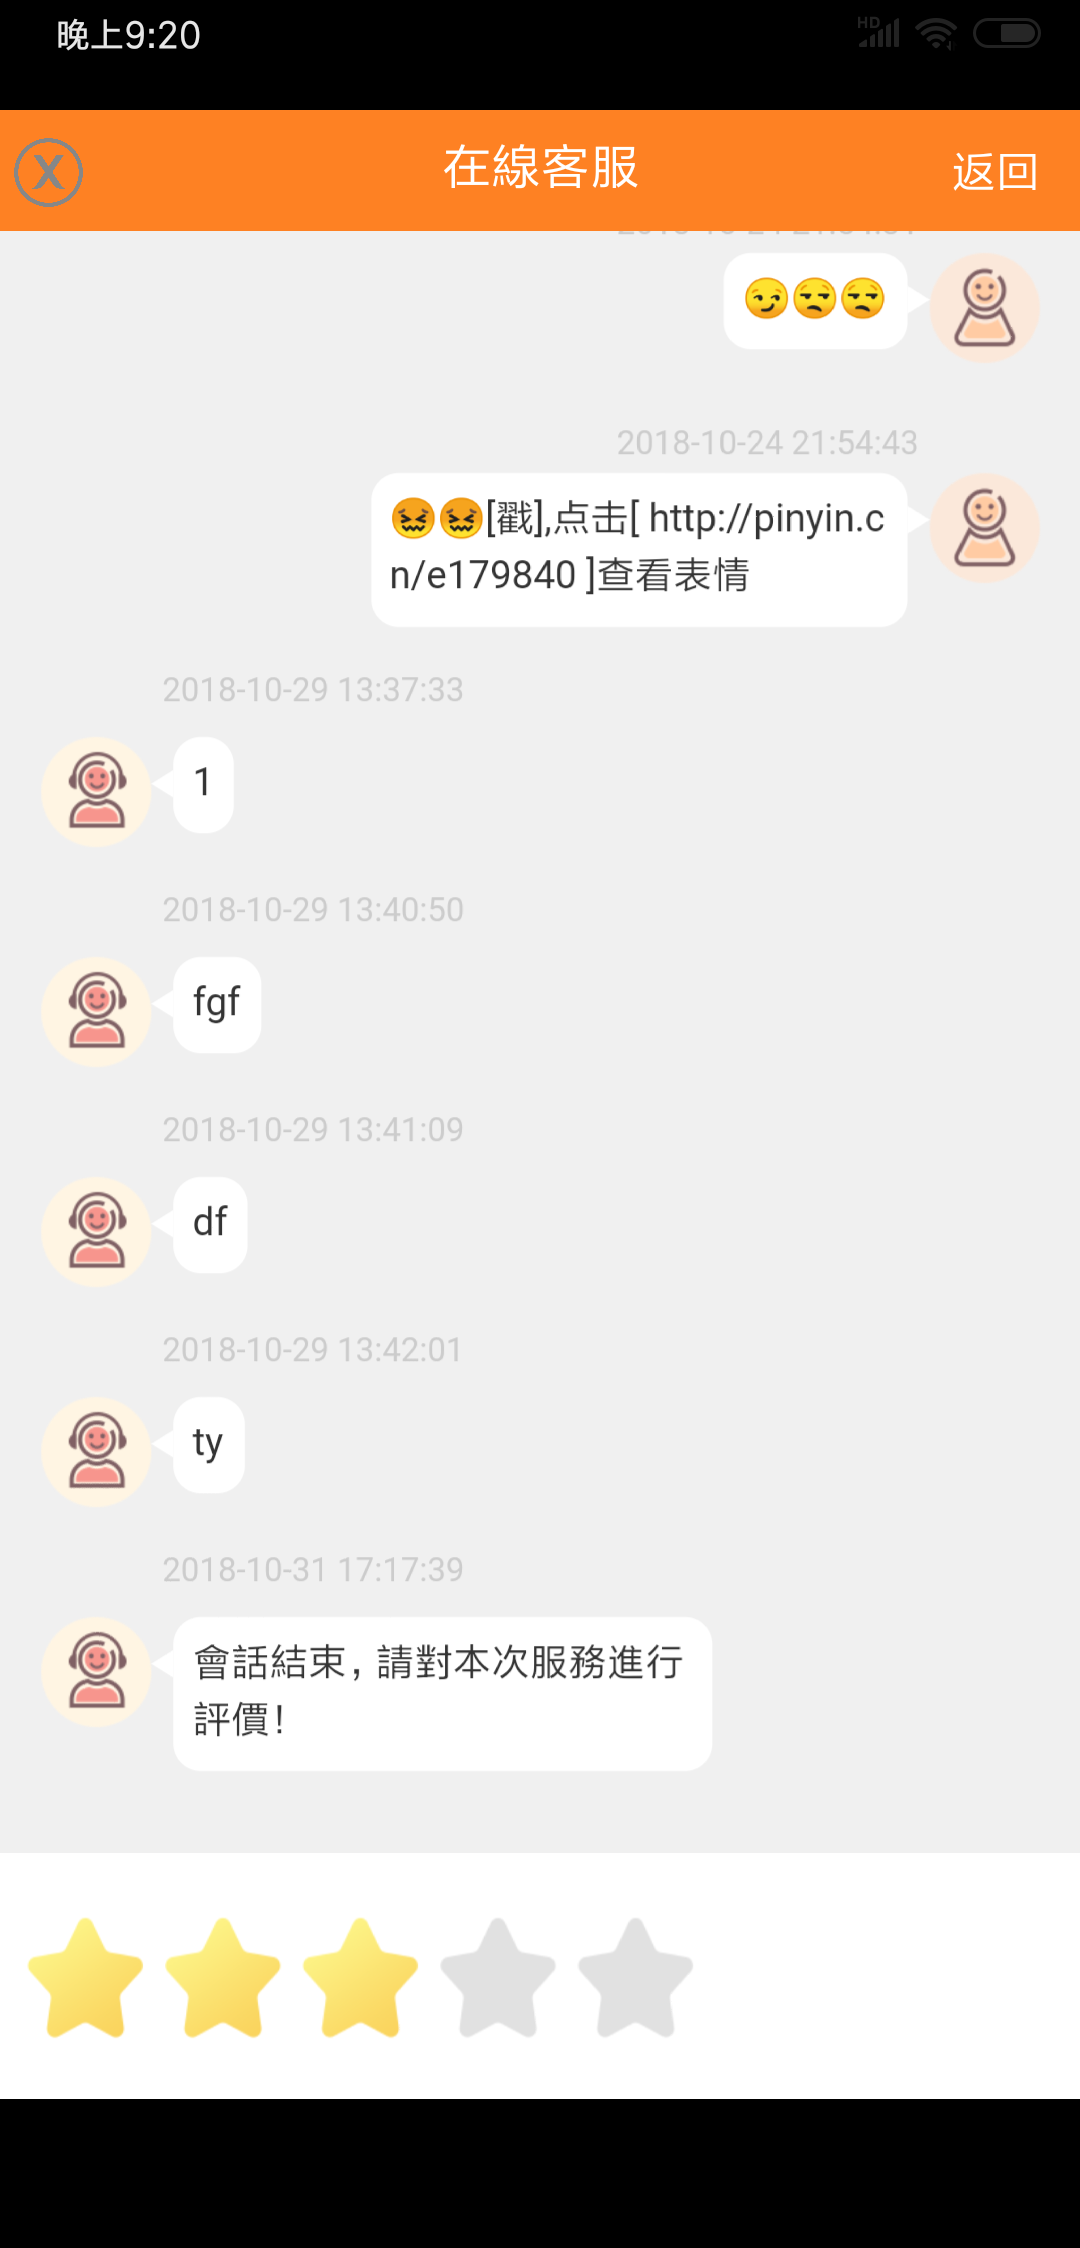 晚上9:20
HD
X
在線客服
返回
😏😒😒
2018-10-24 21:54:43
😖😖[戳],点击[ http://pinyin.c
n/e179840 ]查看表情
2018-10-29 13:37:33
1
2018-10-29 13:40:50
fgf
2018-10-29 13:41:09
df
2018-10-29 13:42:01
ty
2018-10-31 17:17:39
會話結束，請對本次服務進行
評價！